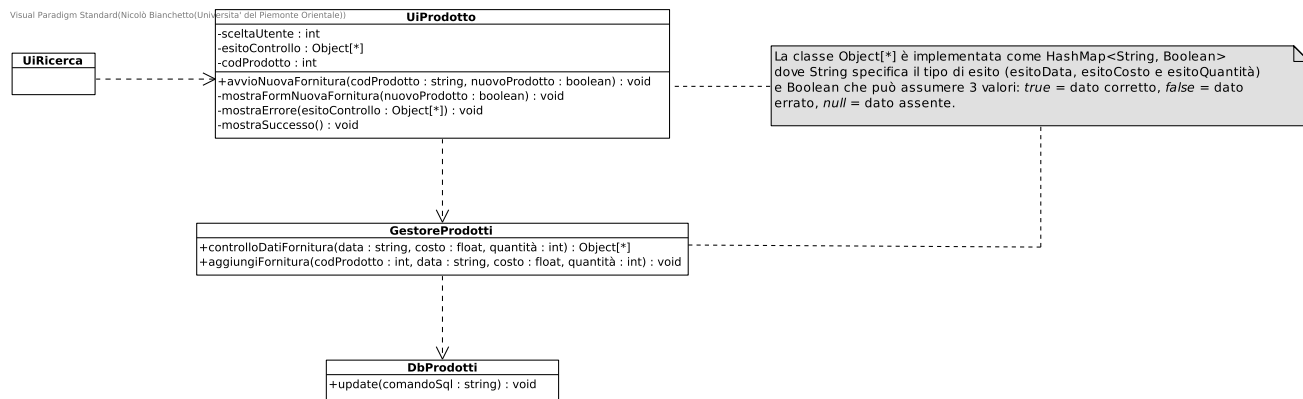 Visual Paradigm Standard(Nicolò Bianchetto(Universita' del Piemonte Orientale))
UiRicerca
UiProdotto
-sceltaUtente : int
-esitoControllo : Object[*]
-codProdotto : int
+avvioNuovaFornitura(codProdotto : string, nuovoProdotto : boolean) : void
-mostraFormNuovaFornitura(nuovoProdotto : boolean) : void
-mostraErrore(esitoControllo : Object[*]) : void
-mostraSuccesso() : void
La classe Object[*] è implementata come HashMap<String, Boolean>
dove String specifica il tipo di esito (esitoData, esitoCosto e esitoQuantità)
e Boolean che può assumere 3 valori: true = dato corretto, false = dato
errato, null = dato assente.
GestoreProdotti
+controlloDatiFornitura(data : string, costo : float, quantità : int) : Object[*]
+aggiungiFornitura(codProdotto : int, data : string, costo : float, quantità : int) : void
DbProdotti
+update(comandoSql : string) : void